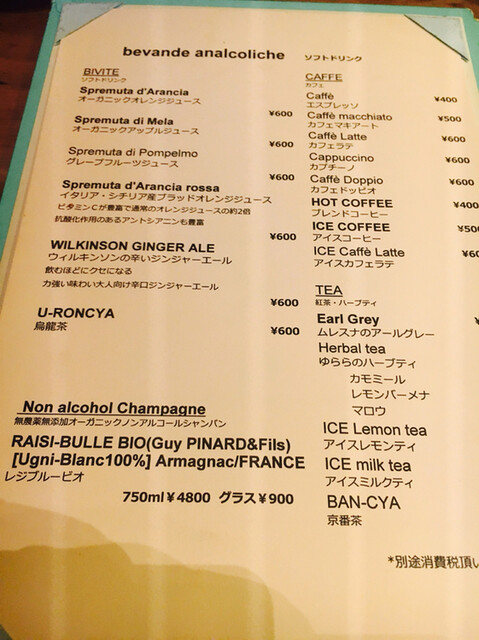 bevande analcoliche ソフトドリンク
BIVITE
ソフトドリンク
Spremuta d'Arancia
オーガニックオレンジジュース
¥600
Spremuta di Mela
オーガニックアップルジュース
¥600
Spremuta di Pompelmo
グレープフルーツジュース
¥600
Spremuta d'Arancia rossa
イタリア・シチリア産ブラッドオレンジジュース
ビタミンCが豊富で通常のオレンジジュースの約2倍
抗酸化作用のあるアントシアニンも豊富
¥600
WILKINSON GINGER ALE
ウィルキンソンの辛いジンジャーエール
飲むほどにクセになる
力強い味わい大人向け辛口ジンジャーエール
¥600
U-RONCYA
烏龍茶
¥600
Non alcohol Champagne
無農薬無添加オーガニックノンアルコールシャンパン
RAISI-BULLE BIO(Guy PINARD&Fils)
[Ugni-Blanc100%] Armagnac/FRANCE
レジブルービオ
750ml¥4800 グラス¥900
CAFFE
カフェ
Caffè ¥400
エスプレッソ
Caffè macchiato ¥500
カフェマキアート
Caffè Latte ¥600
カフェラテ
Cappuccino ¥600
カプチーノ
Caffè Doppio ¥600
カフェドッピオ
HOT COFFEE ¥400
ブレンドコーヒー
ICE COFFEE
アイスコーヒー
ICE Caffè Latte
アイスカフェラテ
TEA
紅茶・ハーブティ
Earl Grey
ムレスナのアールグレー
Herbal tea
ゆららのハーブティ
カモミール
レモンバーメナ
マロウ
ICE Lemon tea
アイスレモンティ
ICE milk tea
アイスミルクティ
BAN-CYA
京番茶
*別途消費税頂い